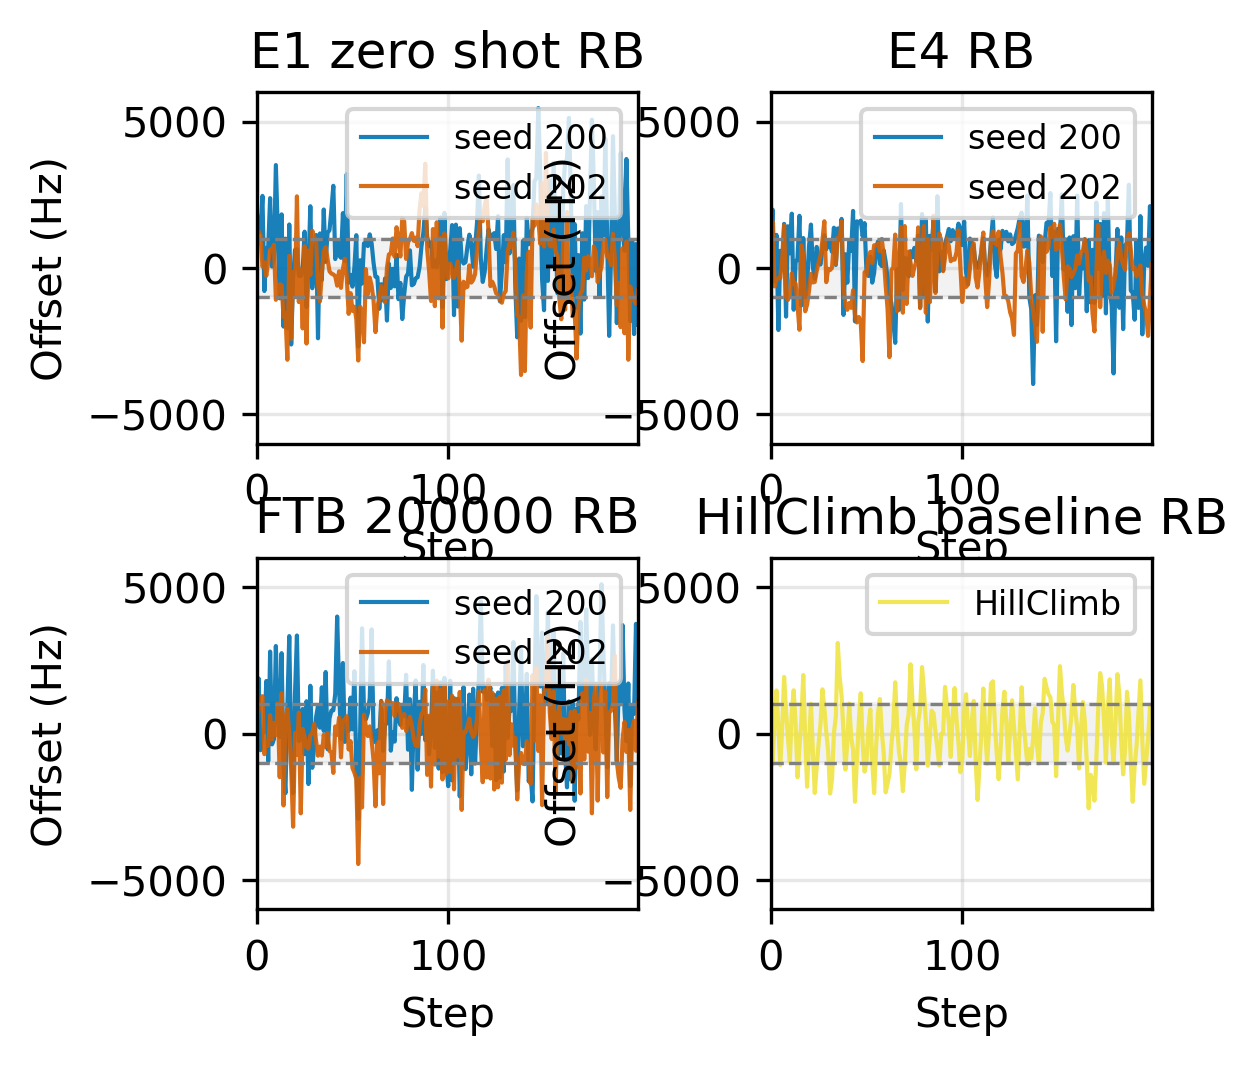 E1 zero shot RB
Offset (Hz)
5000
0
−5000
seed 200
seed 202
0
100
Step
E4 RB
Offset (Hz)
5000
0
−5000
seed 200
seed 202
0
100
Step
FTB 200000 RB
Offset (Hz)
5000
0
−5000
seed 200
seed 202
0
100
Step
HillClimb baseline RB
Offset (Hz)
5000
0
−5000
HillClimb
0
100
Step